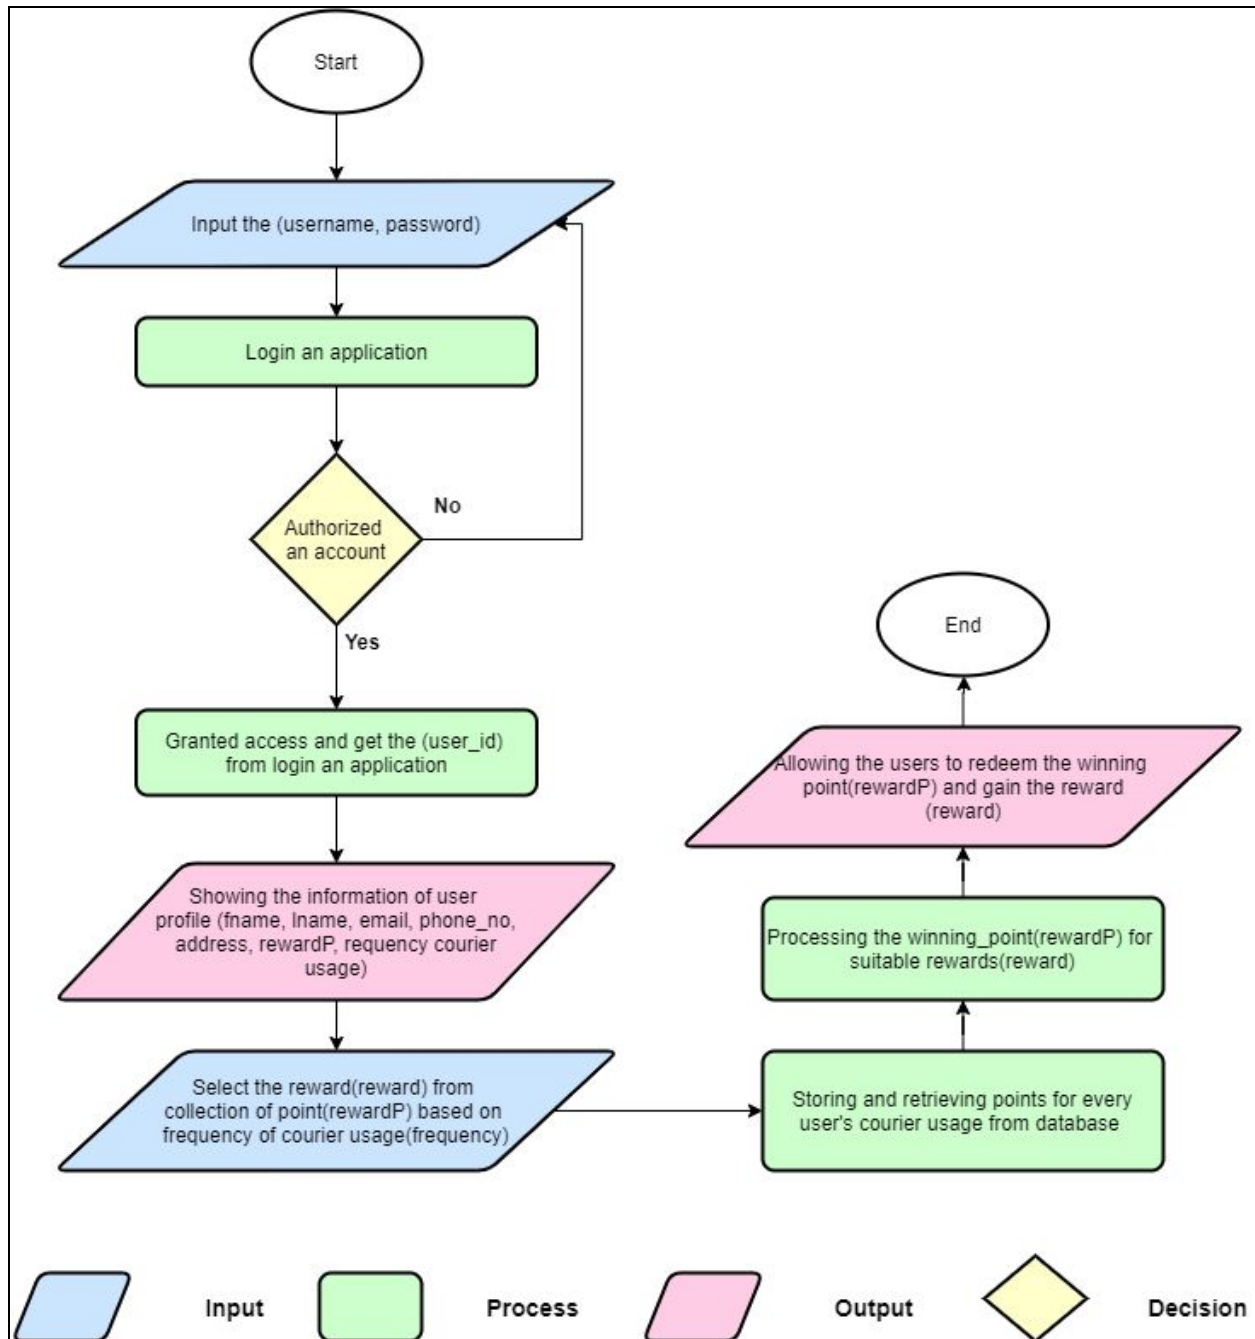 Start
Input the (username, password)
Login an application
Authorized
an account
No
Yes
Granted access and get the (user_id)
from login an application
Showing the information of user
profile (fname, lname, email, phone_no,
address, rewardP, requency courier
usage)
Select the reward(reward) from
collection of point(rewardP) based on
frequency of courier usage(frequency)
Storing and retrieving points for every
user's courier usage from database
Processing the winning_point(rewardP) for
suitable rewards(reward)
Allowing the users to redeem the winning
point(rewardP) and gain the reward
(reward)
End
Input
Process
Output
Decision